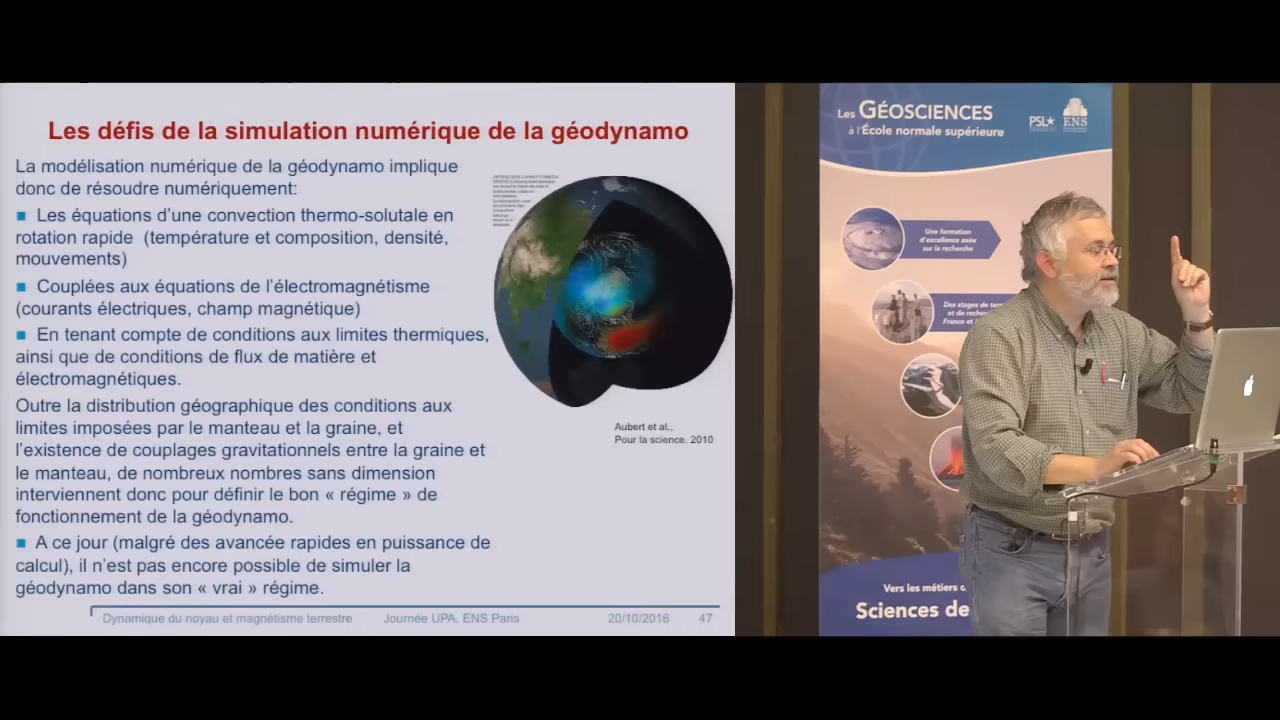 Les défis de la simulation numérique de la géodynamo
La modélisation numérique de la géodynamo implique
donc de résoudre numériquement:
Les équations d'une convection thermo-solutale en
rotation rapide (température et composition, densité,
mouvements)
Couplées aux équations de l'électromagnétisme
(courants électriques, champ magnétique)
En tenant compte de conditions aux limites thermiques,
ainsi que de conditions de flux de matière et
électromagnétiques.
Outre la distribution géographique des conditions aux
limites imposées par le manteau et la graine, et
l'existence de couplages gravitationnels entre la graine et
le manteau, de nombreux nombres sans dimension
interviennent donc pour définir le bon « régime » de
fonctionnement de la géodynamo.
A ce jour (malgré des avancée rapides en puissance de
calcul), il n'est pas encore possible de simuler la
géodynamo dans son « vrai » régime.
Aubert et al.,
Pour la science, 2010
Dynamique du noyau et magnétisme terrestre Journée UPA, ENS Paris 20/10/2016 47
Les GÉOSCIENCES
à l'École normale supérieure
PSL★
ENS
Une formation
d'excellence axée
sur la recherche
Des stages de
et de
France et
Vers les métiers
Sciences de